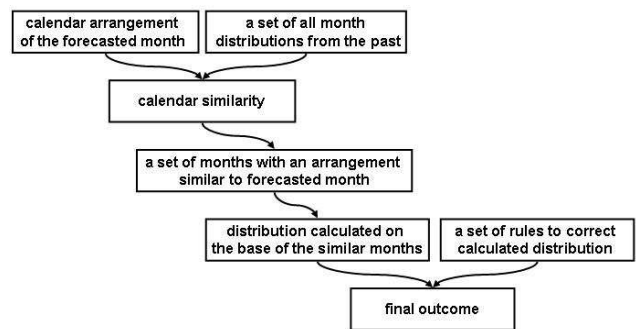 calendar arrangement
of the forecasted month
a set of all month
distributions from the past
calendar similarity
a set of months with an arrangement
similar to forecasted month
distribution calculated on
the base of the similar months
a set of rules to correct
calculated distribution
final outcome